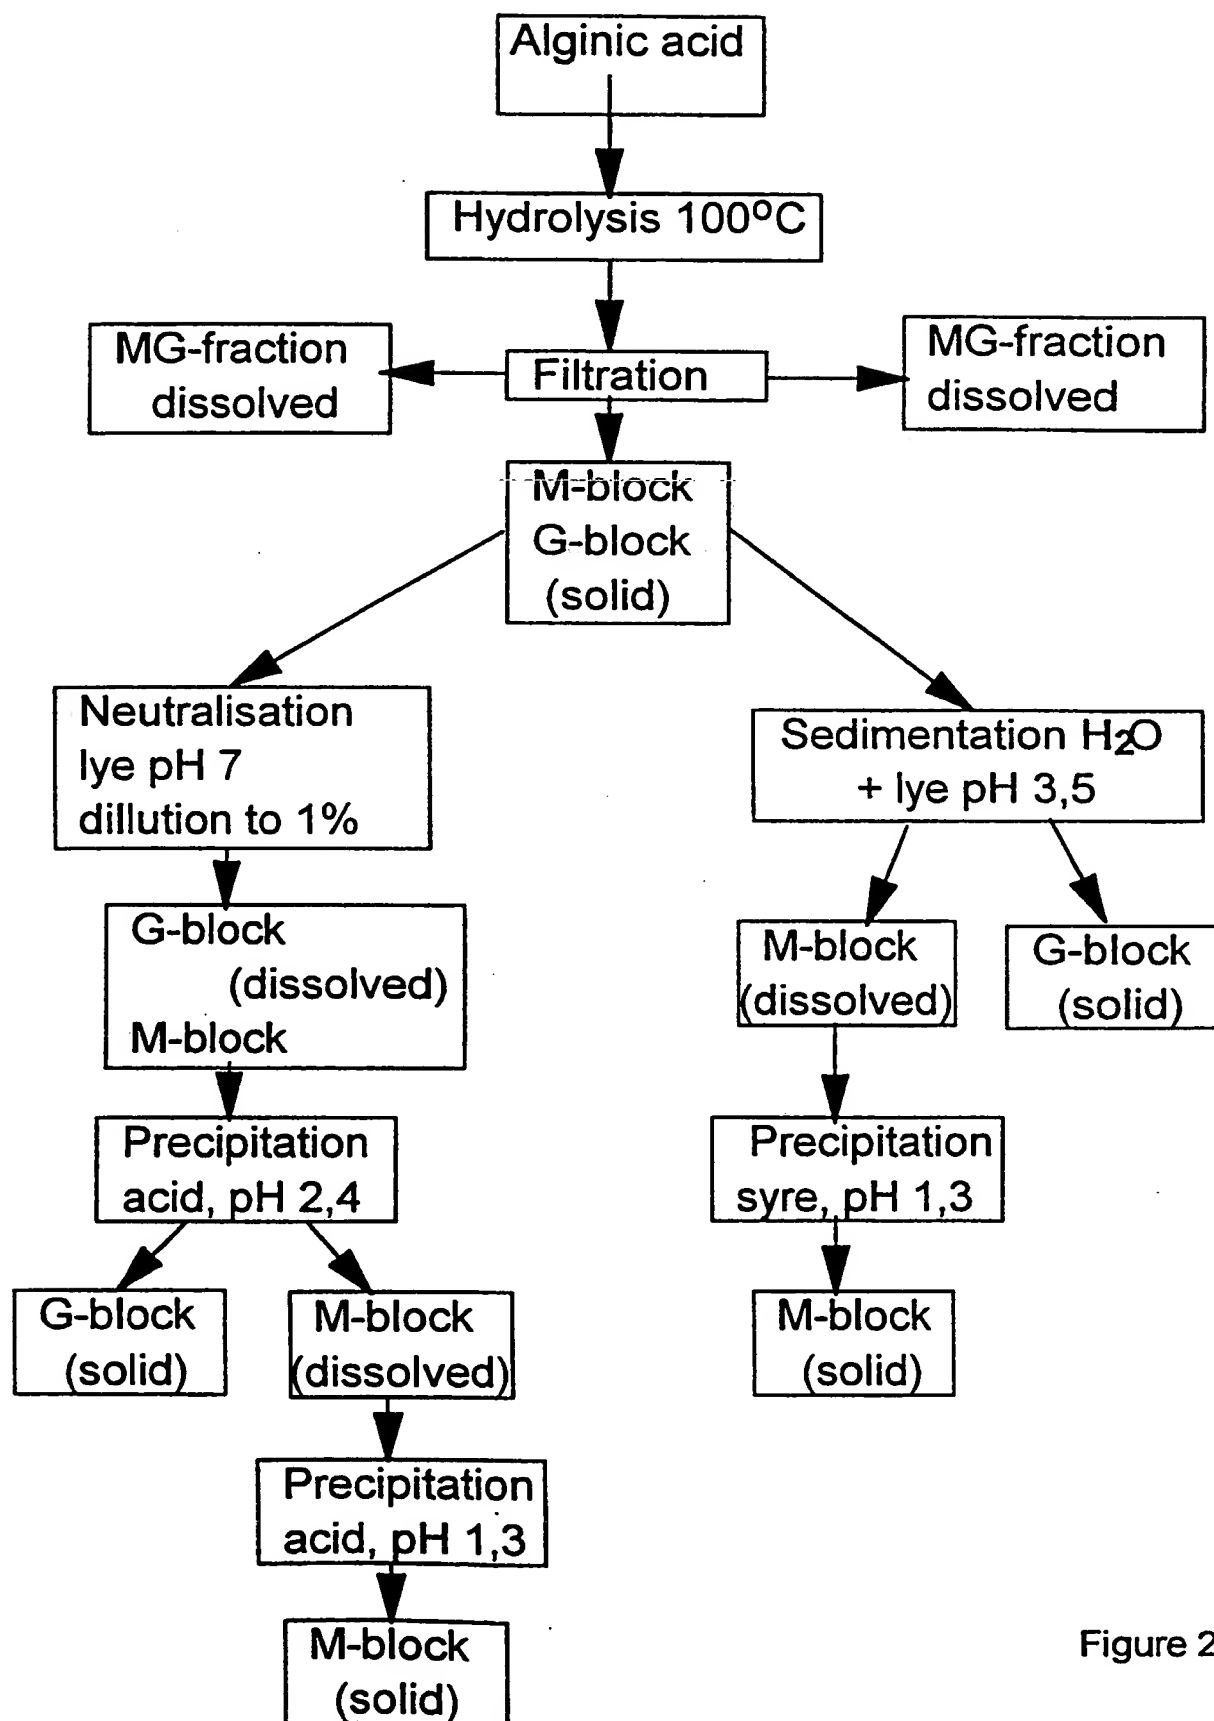 Alginic acid
Hydrolysis 100ºC
MG-fraction
dissolved
Filtration
MG-fraction
dissolved
M-block
G-block
(solid)
Neutralisation
lye pH 7
dillution to 1%
Sedimentation H₂O
+ lye pH 3,5
G-block
(dissolved)
M-block
M-block
(dissolved)
G-block
(solid)
Precipitation
acid, pH 2,4
Precipitation
syre, pH 1,3
G-block
(solid)
M-block
(dissolved)
M-block
(solid)
Precipitation
acid, pH 1,3
M-block
(solid)
Figure 2